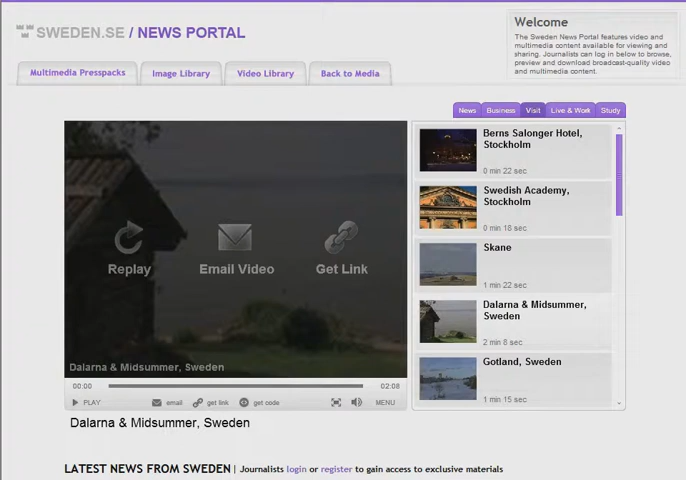 SWEDEN.SE / NEWS PORTAL
Welcome
The Sweden News Portal features video and
multimedia content available for viewing and
sharing. Journalists can log in below to browse,
preview and download broadcast-quality video
and multimedia content.
Multimedia Presspacks
Image Library
Video Library
Back to Media
News
Business
Visit
Live & Work
Study
Berns Salonger Hotel,
Stockholm
0 min 22 sec
Swedish Academy,
Stockholm
0 min 18 sec
Skane
1 min 22 sec
Dalarna & Midsummer,
Sweden
2 min 8 sec
Gotland, Sweden
1 min 15 sec
Replay
Email Video
Get Link
Dalarna & Midsummer, Sweden
00:00
02:08
PLAY
email
get link
get code
MENU
Dalarna & Midsummer, Sweden
LATEST NEWS FROM SWEDEN | Journalists login or register to gain access to exclusive materials